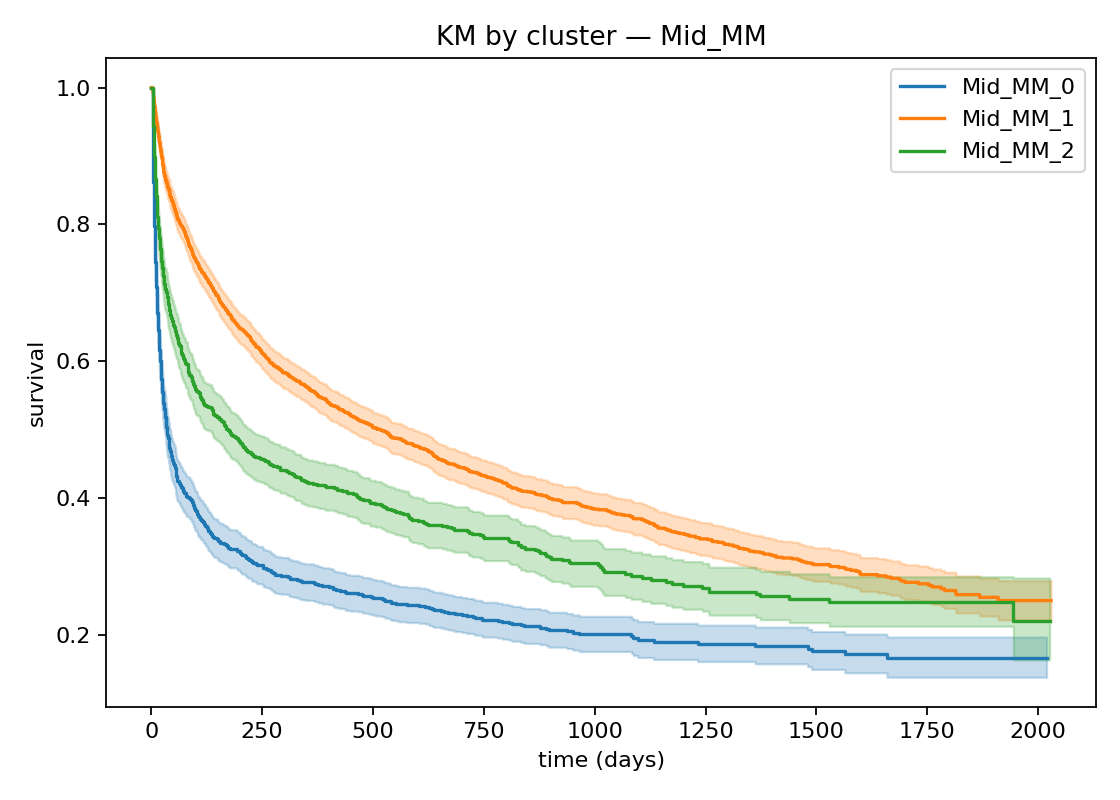 KM by cluster — Mid_MM
Mid_MM_0
Mid_MM_1
Mid_MM_2
survival
1.0
0.8
0.6
0.4
0.2
0 250 500 750 1000 1250 1500 1750 2000
time (days)